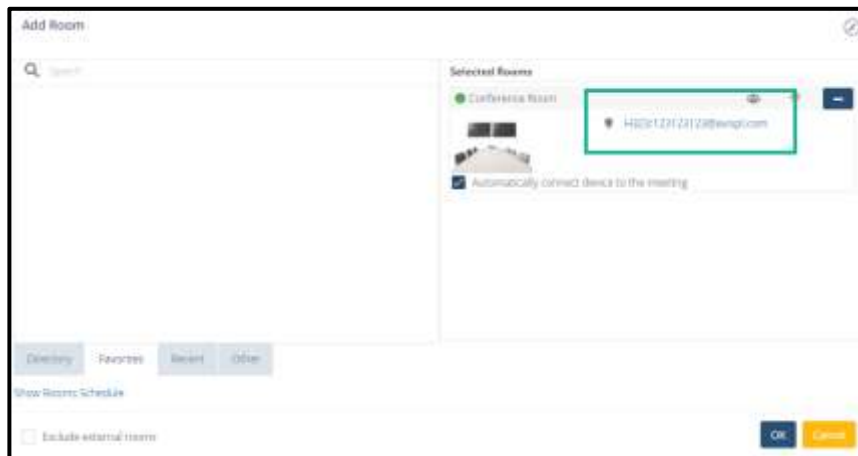 Add Room
Search
Selected Rooms
Conference Room
Automatically connect device to the meeting
Directory
Favorites
Recent
Other
Show Rooms Schedule
Exclude external rooms
OK
Cancel